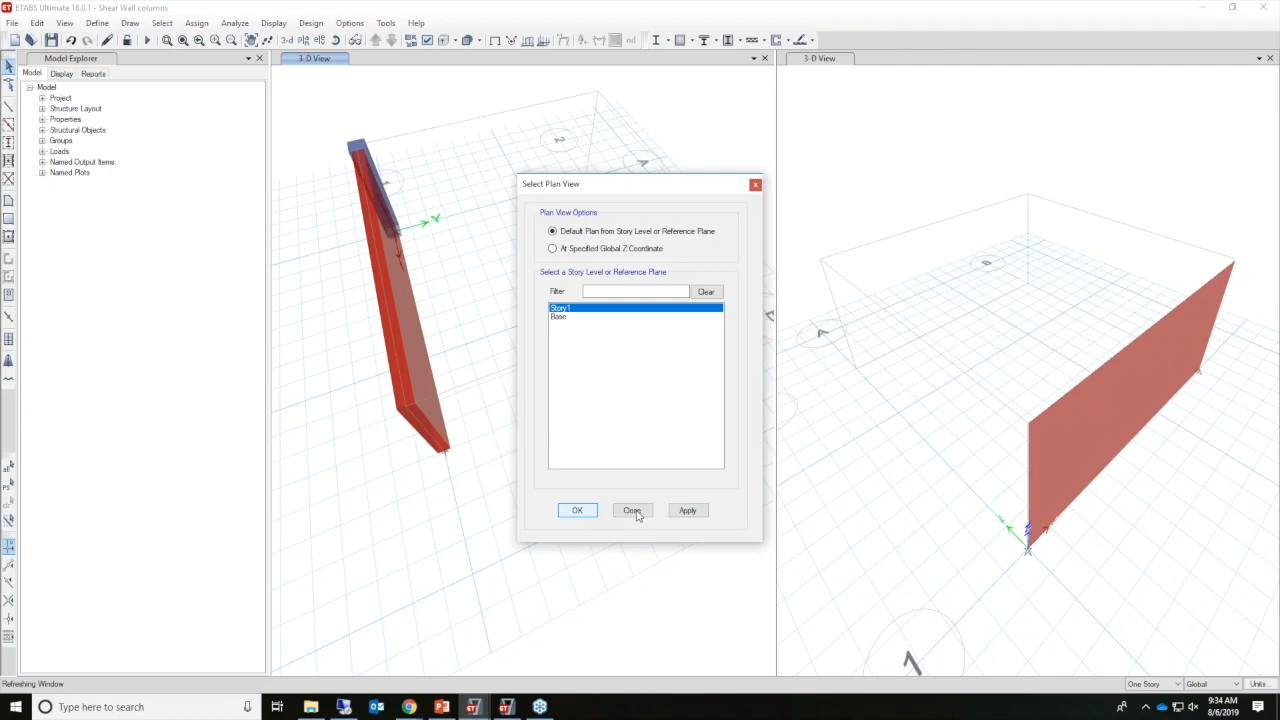 ETABS Ultimate 18.0.1 - Shear Wall columns
File Edit View Define Draw Select Assign Analyze Display Design Options Tools Help
3-d nd
Model Explorer
3-D View
3-D View
Model Display Reports
Model
Project
Structure Layout
Properties
Structural Objects
Groups
Loads
Named Output Items
Named Plots
Y
Select Plan View
Plan View Options
Default Plan from Story Level or Reference Plane
At Specified Global Z Coordinate
Select a Story Level or Reference Plane
Filter
Clear
Story1
Base
OK
Close
Apply
Refreshing Window
One Story
Global
Units...
Type here to search
9:34 AM
8/6/2019